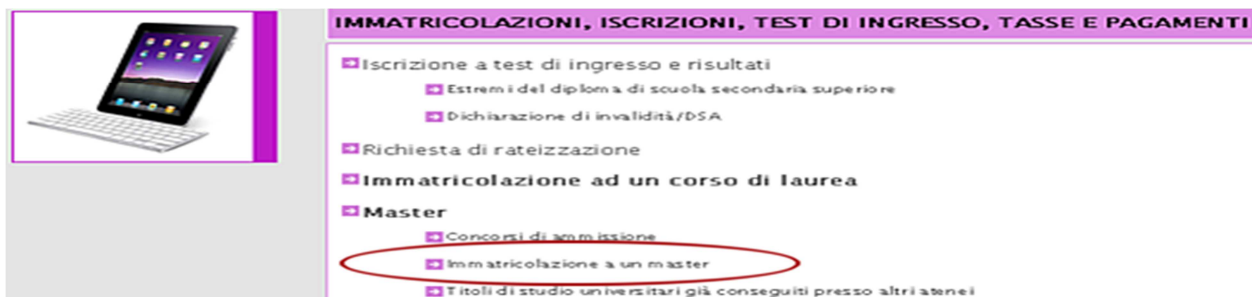 IMMATRICOLAZIONI, ISCRIZIONI, TEST DI INGRESSO, TASSE E PAGAMENTI
Iscrizione a test di ingresso e risultati
Estremi del diploma di scuola secondaria superiore
Dichiarazione di invalidità/DSA
Richiesta di rateizzazione
Immatricolazione ad un corso di laurea
Master
Concorsi di ammissione
Immatricolazione a un master
Titoli di studio universitari già conseguiti presso altri atenei